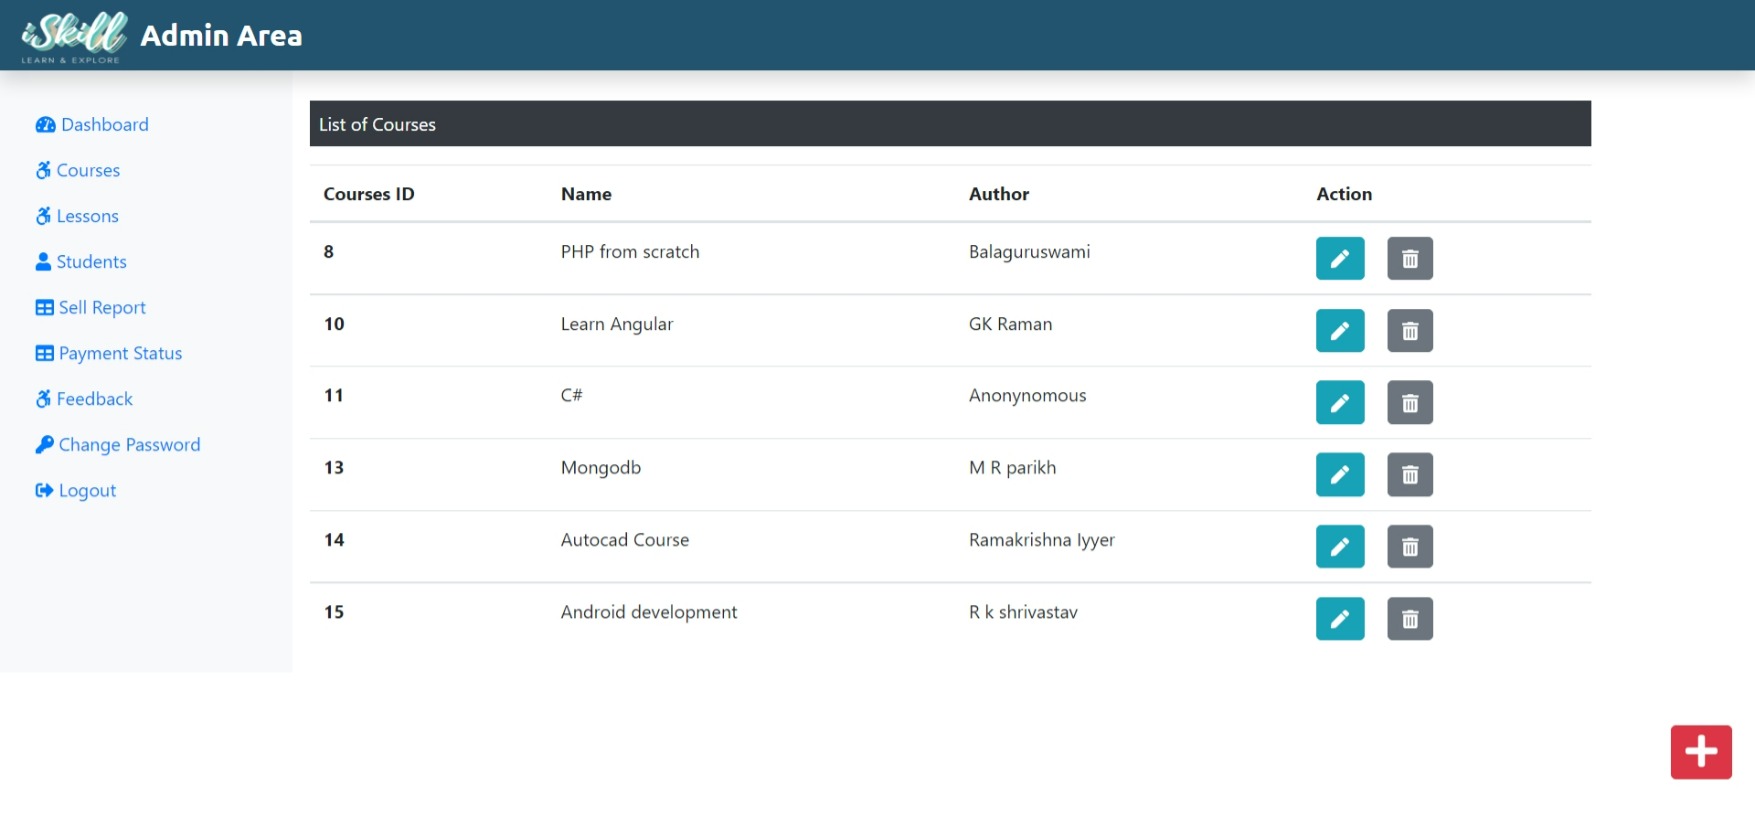 iSkill
LEARN & EXPLORE
Admin Area
Dashboard
Courses
Lessons
Students
Sell Report
Payment Status
Feedback
Change Password
Logout
List of Courses
Courses ID Name Author Action
8 PHP from scratch Balaguruswami
10 Learn Angular GK Raman
11 C# Anonynomous
13 Mongodb M R parikh
14 Autocad Course Ramakrishna Iyyer
15 Android development R k shrivastav